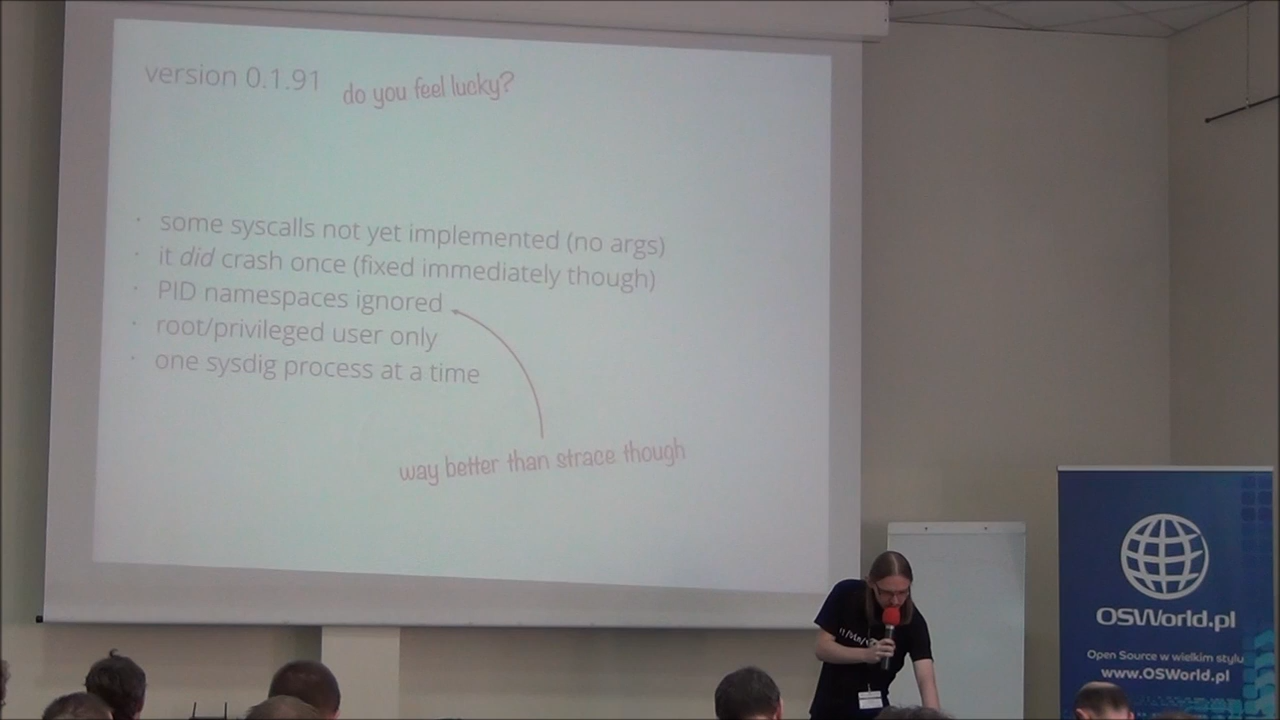 version 0.1.91 do you feel lucky?
· some syscalls not yet implemented (no args)
· it did crash once (fixed immediately though)
· PID namespaces ignored
· root/privileged user only
· one sysdig process at a time
way better than strace though
OSWorld.pl
Open Source w wielkim stylu
www.OSWorld.pl